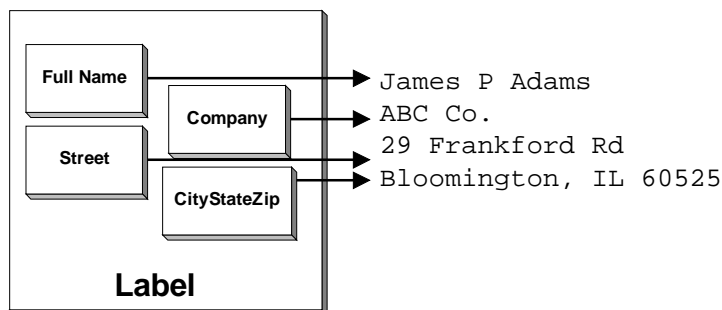 Full Name
James P Adams
Company
ABC Co.
Street
29 Frankford Rd
CityStateZip
Bloomington, IL 60525
Label